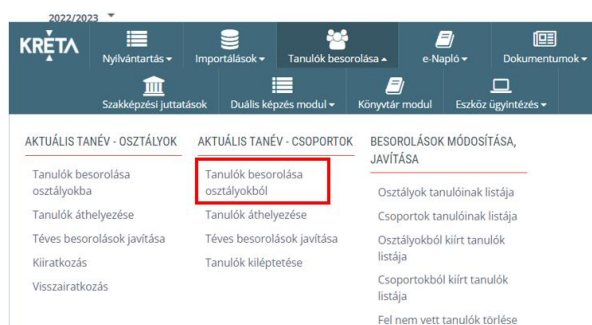 2022/2023
KRÉTA
Nyilvántartás
Importálások
Tanulók besorolása
e-Napló
Dokumentumok
Szakképzési juttatások
Duális képzés modul
Könyvtár modul
Eszköz ügyintézés
AKTUÁLIS TANÉV - OSZTÁLYOK
Tanulók besorolása
osztályokba
Tanulók áthelyezése
Téves besorolások javítása
Kiiratkozás
Visszairatkozás
AKTUÁLIS TANÉV - CSOPORTOK
Tanulók besorolása
osztályokból
Tanulók áthelyezése
Téves besorolások javítása
Tanulók kiléptetése
BESOROLÁSOK MÓDOSÍTÁSA,
JAVÍTÁSA
Osztályok tanulóinak listája
Csoportok tanulóinak listája
Osztályokból kiírt tanulók
listája
Csoportokból kiírt tanulók
listája
Fel nem vett tanulók törlése